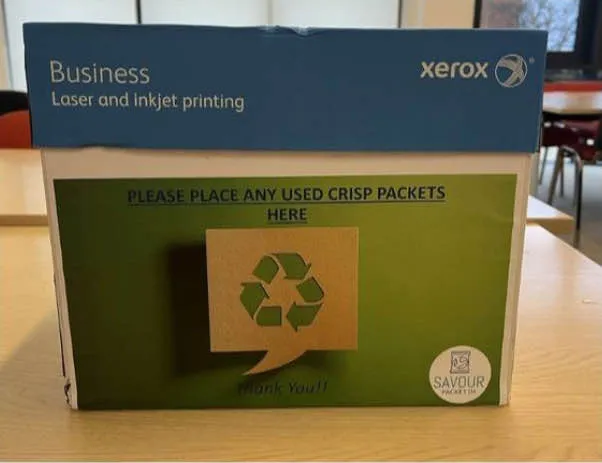 Business
Laser and inkjet printing
xerox
PLEASE PLACE ANY USED CRISP PACKETS
HERE
Thank You!!
SAVOUR